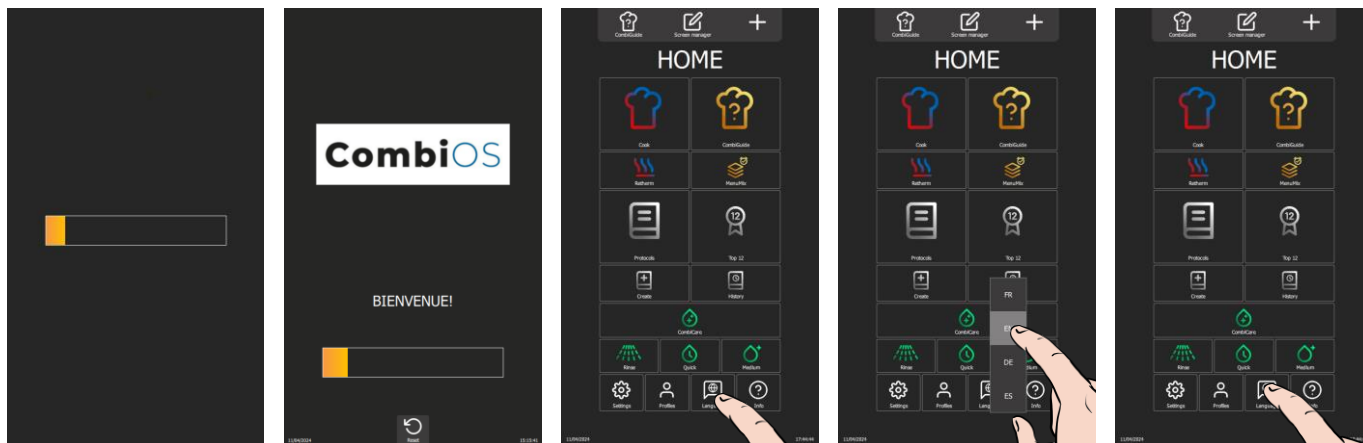 CombiOS
BIENVENUE!
Reset
11/04/2024
15:15:41
CombiGuide
Screen manager
HOME
Cook
CombiGuide
Retherm
MenuMix
Protocols
12
Top 12
Create
History
CombiCare
Rinse
Quick
Medium
Settings
Profiles
Info
11/04/2024
17:44:44
CombiGuide
Screen manager
HOME
Cook
CombiGuide
Retherm
MenuMix
Protocols
12
Top 12
Create
FR
CombiCare
DE
Rinse
Quick
ES
Settings
Profiles
Info
11/04/2024
CombiGuide
Screen manager
HOME
Cook
CombiGuide
Retherm
MenuMix
Protocols
12
Top 12
Create
History
CombiCare
Rinse
Quick
Medium
Settings
Profiles
Info
11/04/2024